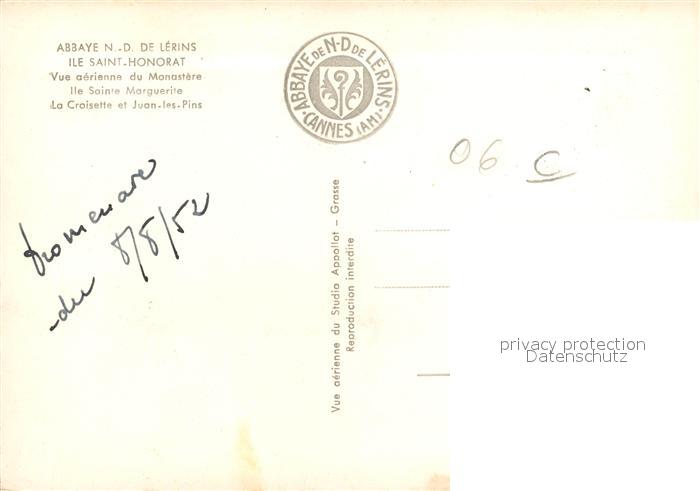 ABBAYE N.-D. DE LÉRINS
ILE SAINT-HONORAT
Vue aérienne du Monastère
Ile Sainte Marguerite
La Croisette et Juan-les-Pins
ABBAYE DE N-D DE LÉRINS
CANNES (A.M.)
06 C
Promenade
du 8/8/52
Vue aérienne du Studio Appollot - Grasse
Reproduction interdite
privacy protection
Datenschutz